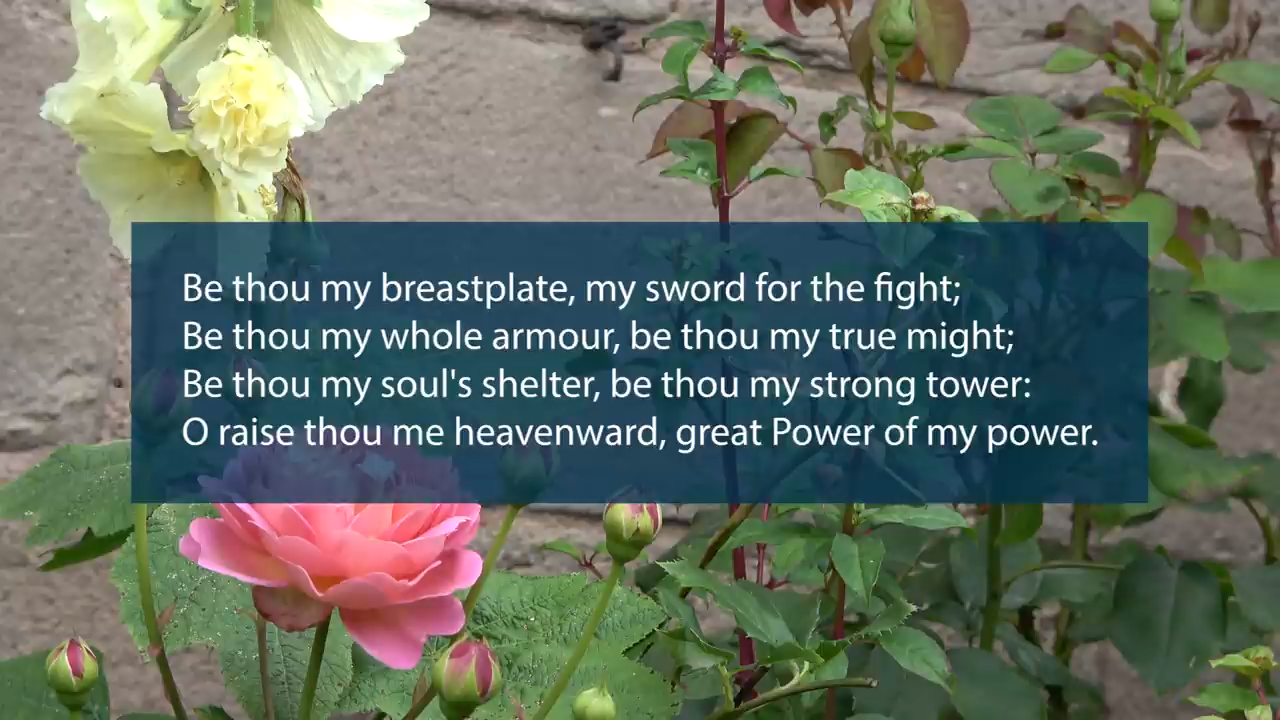 Be thou my breastplate, my sword for the fight;
Be thou my whole armour, be thou my true might;
Be thou my soul's shelter, be thou my strong tower:
O raise thou me heavenward, great Power of my power.